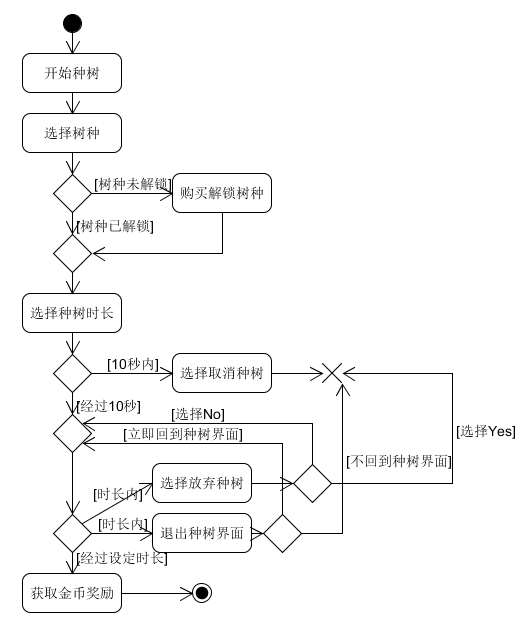 开始种树
选择树种
[树种未解锁]
购买解锁树种
[树种已解锁]
选择种树时长
[10秒内]
选择取消种树
[经过10秒]
[选择No]
[选择Yes]
[立即回到种树界面]
[不回到种树界面]
选择放弃种树
[时长内]
[时长内]
退出种树界面
[经过设定时长]
获取金币奖励